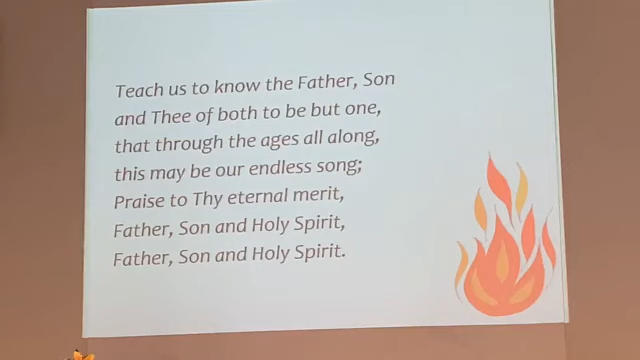 Teach us to know the Father, Son
and Thee of both to be but one,
that through the ages all along,
this may be our endless song;
Praise to Thy eternal merit,
Father, Son and Holy Spirit,
Father, Son and Holy Spirit.